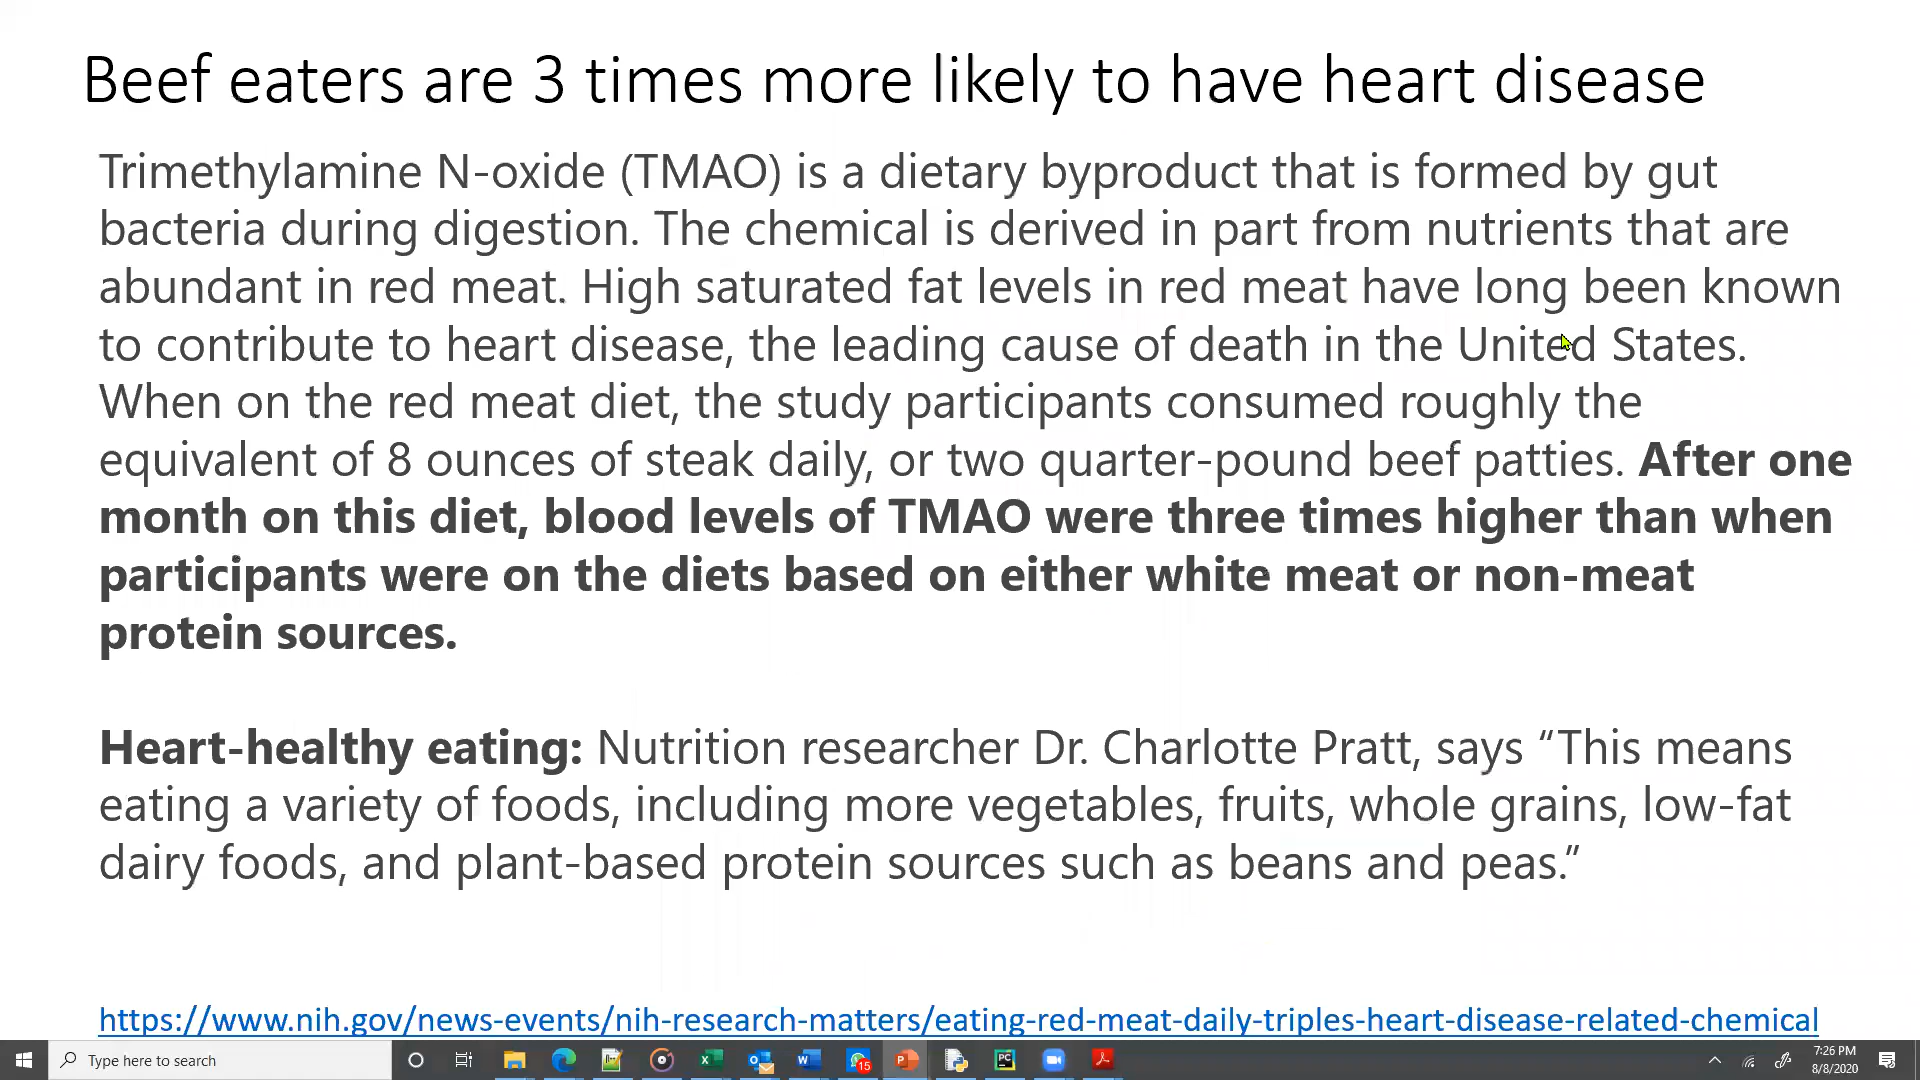 Beef eaters are 3 times more likely to have heart disease
Trimethylamine N-oxide (TMAO) is a dietary byproduct that is formed by gut
bacteria during digestion. The chemical is derived in part from nutrients that are
abundant in red meat. High saturated fat levels in red meat have long been known
to contribute to heart disease, the leading cause of death in the United States.
When on the red meat diet, the study participants consumed roughly the
equivalent of 8 ounces of steak daily, or two quarter-pound beef patties. After one
month on this diet, blood levels of TMAO were three times higher than when
participants were on the diets based on either white meat or non-meat
protein sources.
Heart-healthy eating: Nutrition researcher Dr. Charlotte Pratt, says “This means
eating a variety of foods, including more vegetables, fruits, whole grains, low-fat
dairy foods, and plant-based protein sources such as beans and peas.”
https://www.nih.gov/news-events/nih-research-matters/eating-red-meat-daily-triples-heart-disease-related-chemical
Type here to search
15
PC
7:26 PM
8/8/2020